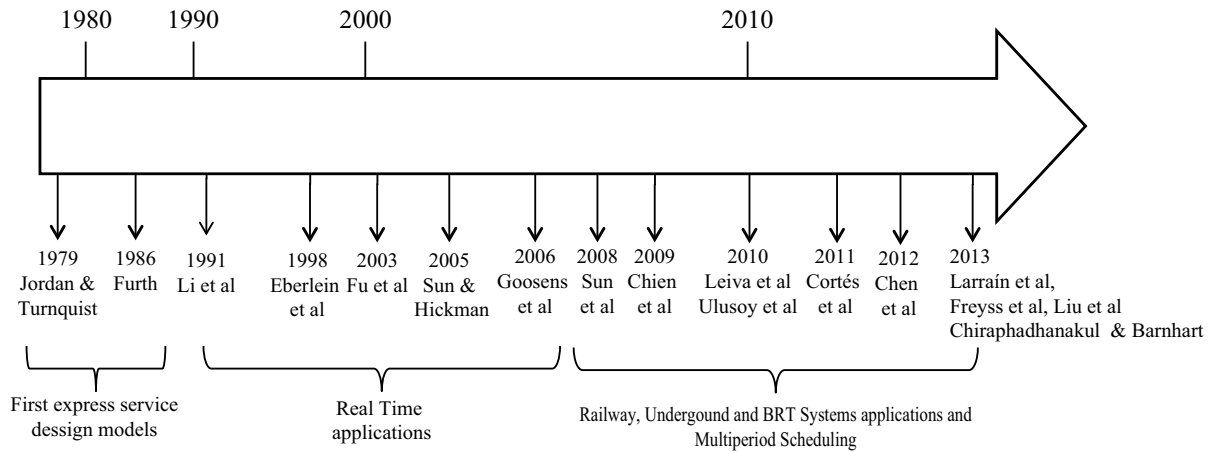 1980
1990
2000
2010
1979
Jordan &
Turnquist
1986
Furth
1991
Li et al
1998
Eberlein
et al
2003
Fu et al
2005
Sun &
Hickman
2006
Goosens
et al
2008
Sun
et al
2009
Chien
et al
2010
Leiva et al
Ulusoy et al
2011
Cortés
et al
2012
Chen
et al
2013
Larraín et al,
Freyss et al, Liu et al
Chiraphadhanakul & Barnhart
First express service
dessign models
Real Time
applications
Railway, Undergound and BRT Systems applications and
Multiperiod Scheduling